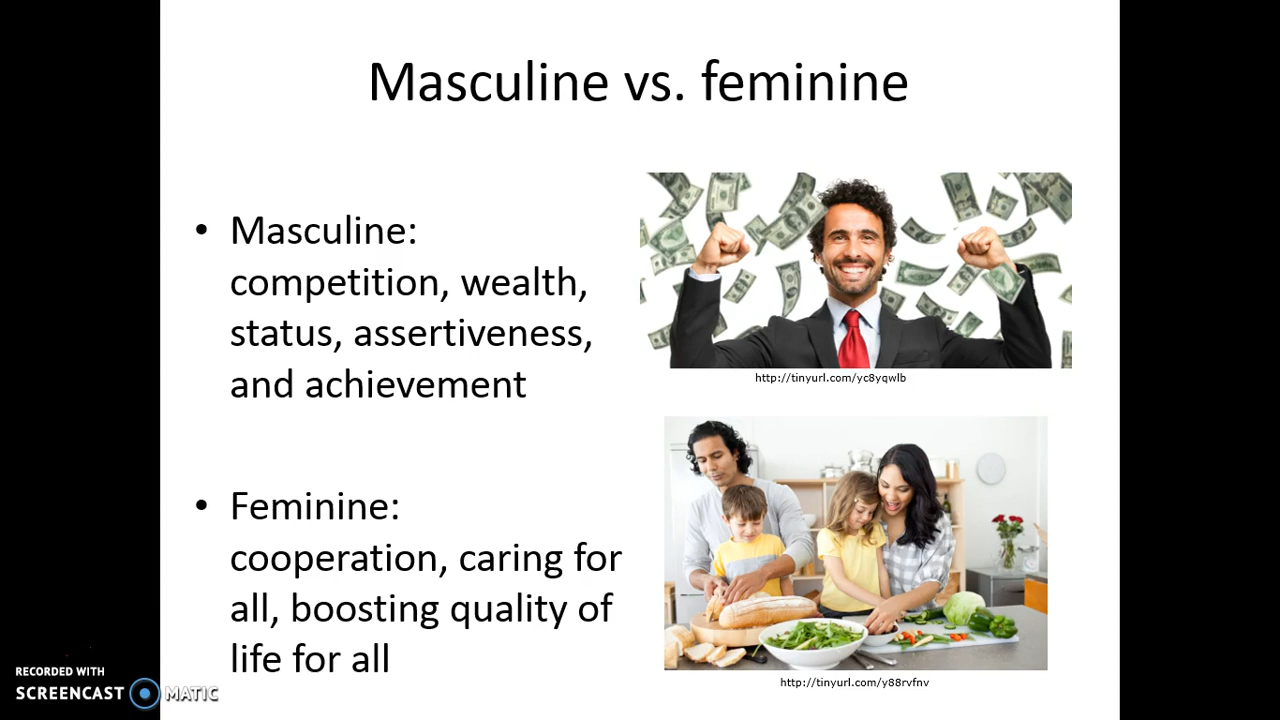 Masculine vs. feminine
• Masculine:
competition, wealth,
status, assertiveness,
and achievement
http://tinyurl.com/yc8yqwlb
• Feminine:
cooperation, caring for
all, boosting quality of
life for all
http://tinyurl.com/y88rvfnv
RECORDED WITH
SCREENCAST MATIC